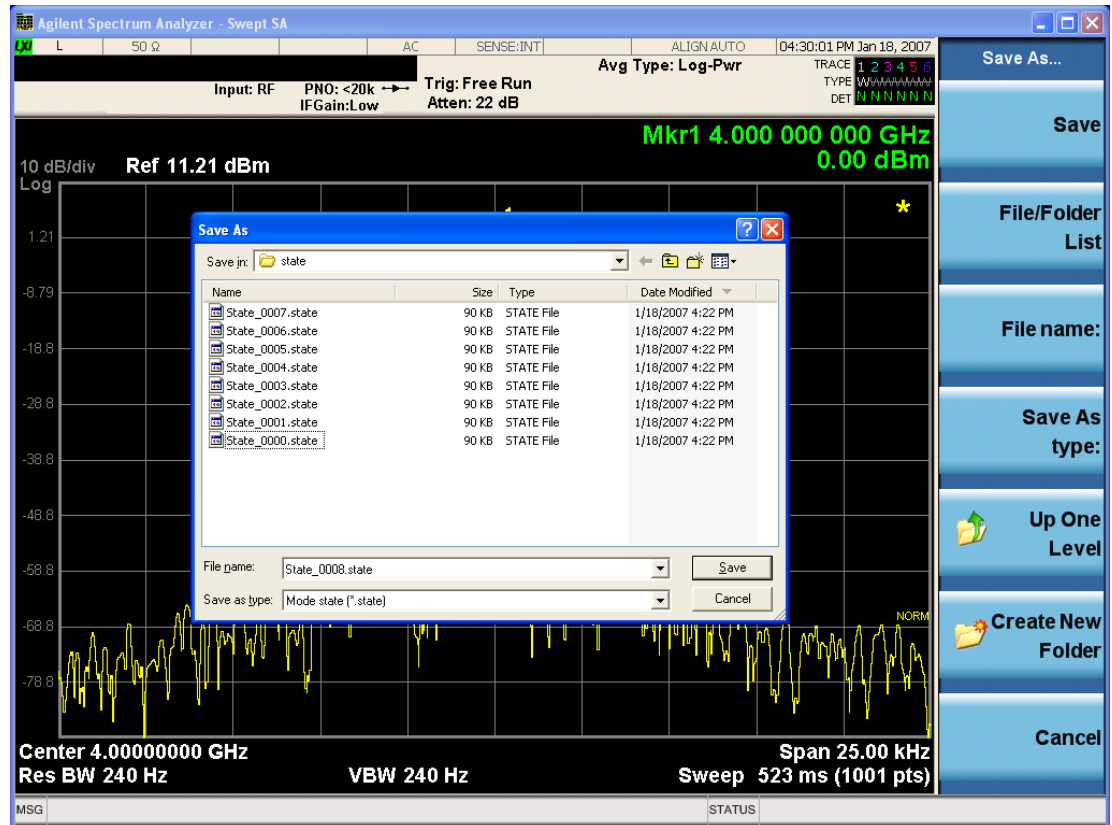 Agilent Spectrum Analyzer - Swept SA
LXI L 50 Ω AC SENSE:INT ALIGNAUTO 04:30:01 PM Jan 18, 2007
Input: RF PNO: <20k Trig: Free Run Avg Type: Log-Pwr TRACE 1 2 3 4 5 6
IFGain:Low Atten: 22 dB TYPE WWWWWW
DET N N N N N N
Mkr1 4.000 000 000 GHz
0.00 dBm
10 dB/div Ref 11.21 dBm
Log
1.21
-8.79
-18.8
-28.8
-38.8
-48.8
-58.8
-68.8
-78.8
NORM
Save As
Save in: state
Name Size Type Date Modified
State_0007.state 90 KB STATE File 1/18/2007 4:22 PM
State_0006.state 90 KB STATE File 1/18/2007 4:22 PM
State_0005.state 90 KB STATE File 1/18/2007 4:22 PM
State_0004.state 90 KB STATE File 1/18/2007 4:22 PM
State_0003.state 90 KB STATE File 1/18/2007 4:22 PM
State_0002.state 90 KB STATE File 1/18/2007 4:22 PM
State_0001.state 90 KB STATE File 1/18/2007 4:22 PM
State_0000.state 90 KB STATE File 1/18/2007 4:22 PM
File name: State_0008.state Save
Save as type: Mode state (*.state) Cancel
Center 4.00000000 GHz Span 25.00 kHz
Res BW 240 Hz VBW 240 Hz Sweep 523 ms (1001 pts)
MSG STATUS
Save As...
Save
File/Folder
List
File name:
Save As
type:
Up One
Level
Create New
Folder
Cancel